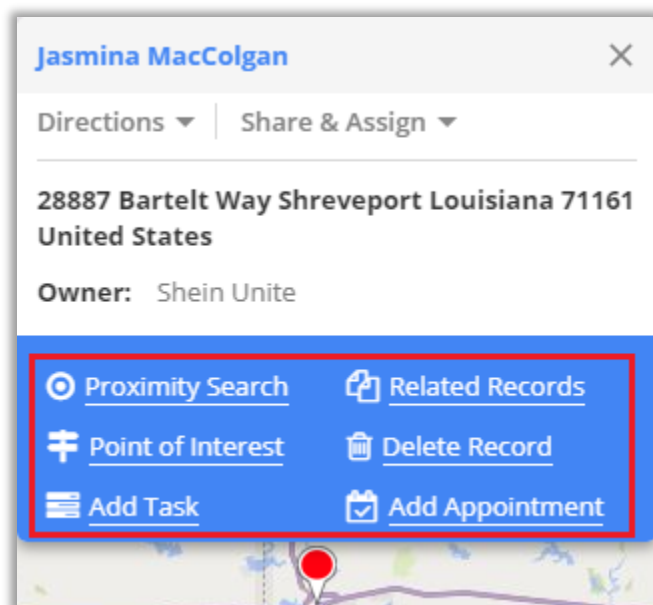 Jasmina MacColgan
Directions Share & Assign
28887 Bartelt Way Shreveport Louisiana 71161
United States
Owner: Shein Unite
Proximity Search Related Records
Point of Interest Delete Record
Add Task Add Appointment